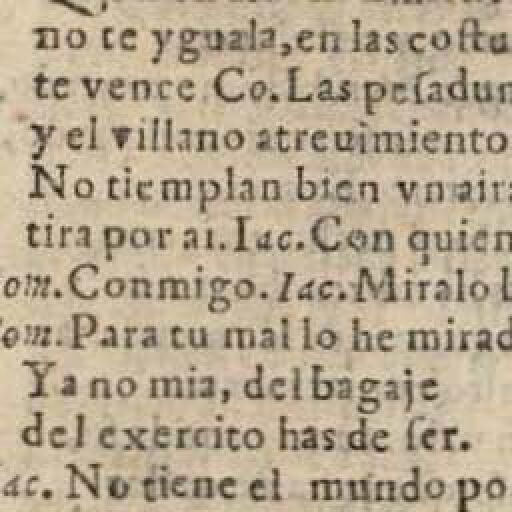 no te yguala, en las costu
te vence Co. Las pesadum
y el villano atreuimiento
No tiemplan bien vn aira
tira por ai. Iac. Con quien
om. Conmigo. Iac. Miralo b
om. Para tu mal lo he mirad
Ya no mia, del bagaje
del exercito has de ser.
ac. No tiene el mundo po